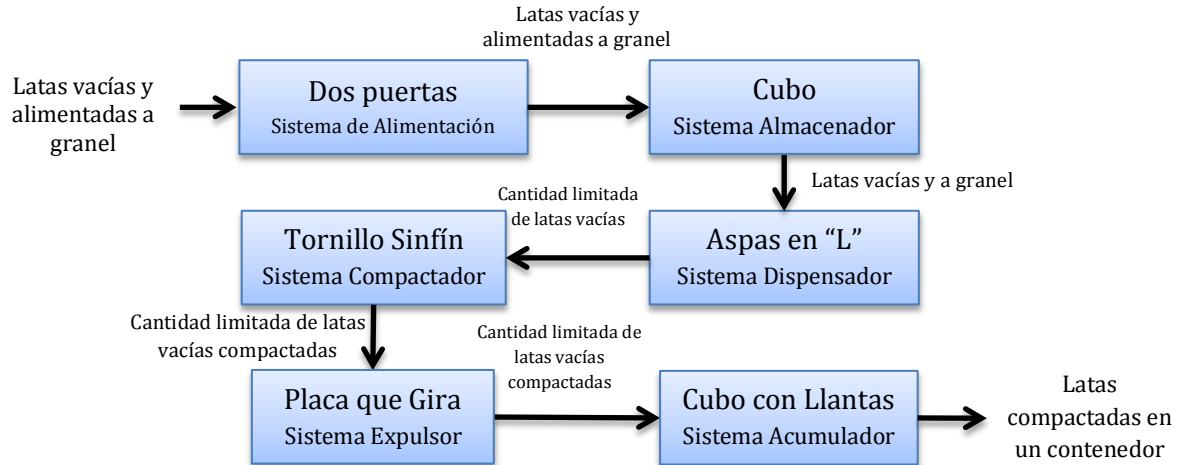 Latas vacías y
alimentadas a
granel
Dos puertas
Sistema de Alimentación
Latas vacías y
alimentadas a granel
Cubo
Sistema Almacenador
Latas vacías y a granel
Aspas en “L”
Sistema Dispensador
Cantidad limitada
de latas vacías
Tornillo Sinfín
Sistema Compactador
Cantidad limitada de latas
vacías compactadas
Placa que Gira
Sistema Expulsor
Cantidad limitada de
latas vacías
compactadas
Cubo con Llantas
Sistema Acumulador
Latas
compactadas en
un contenedor